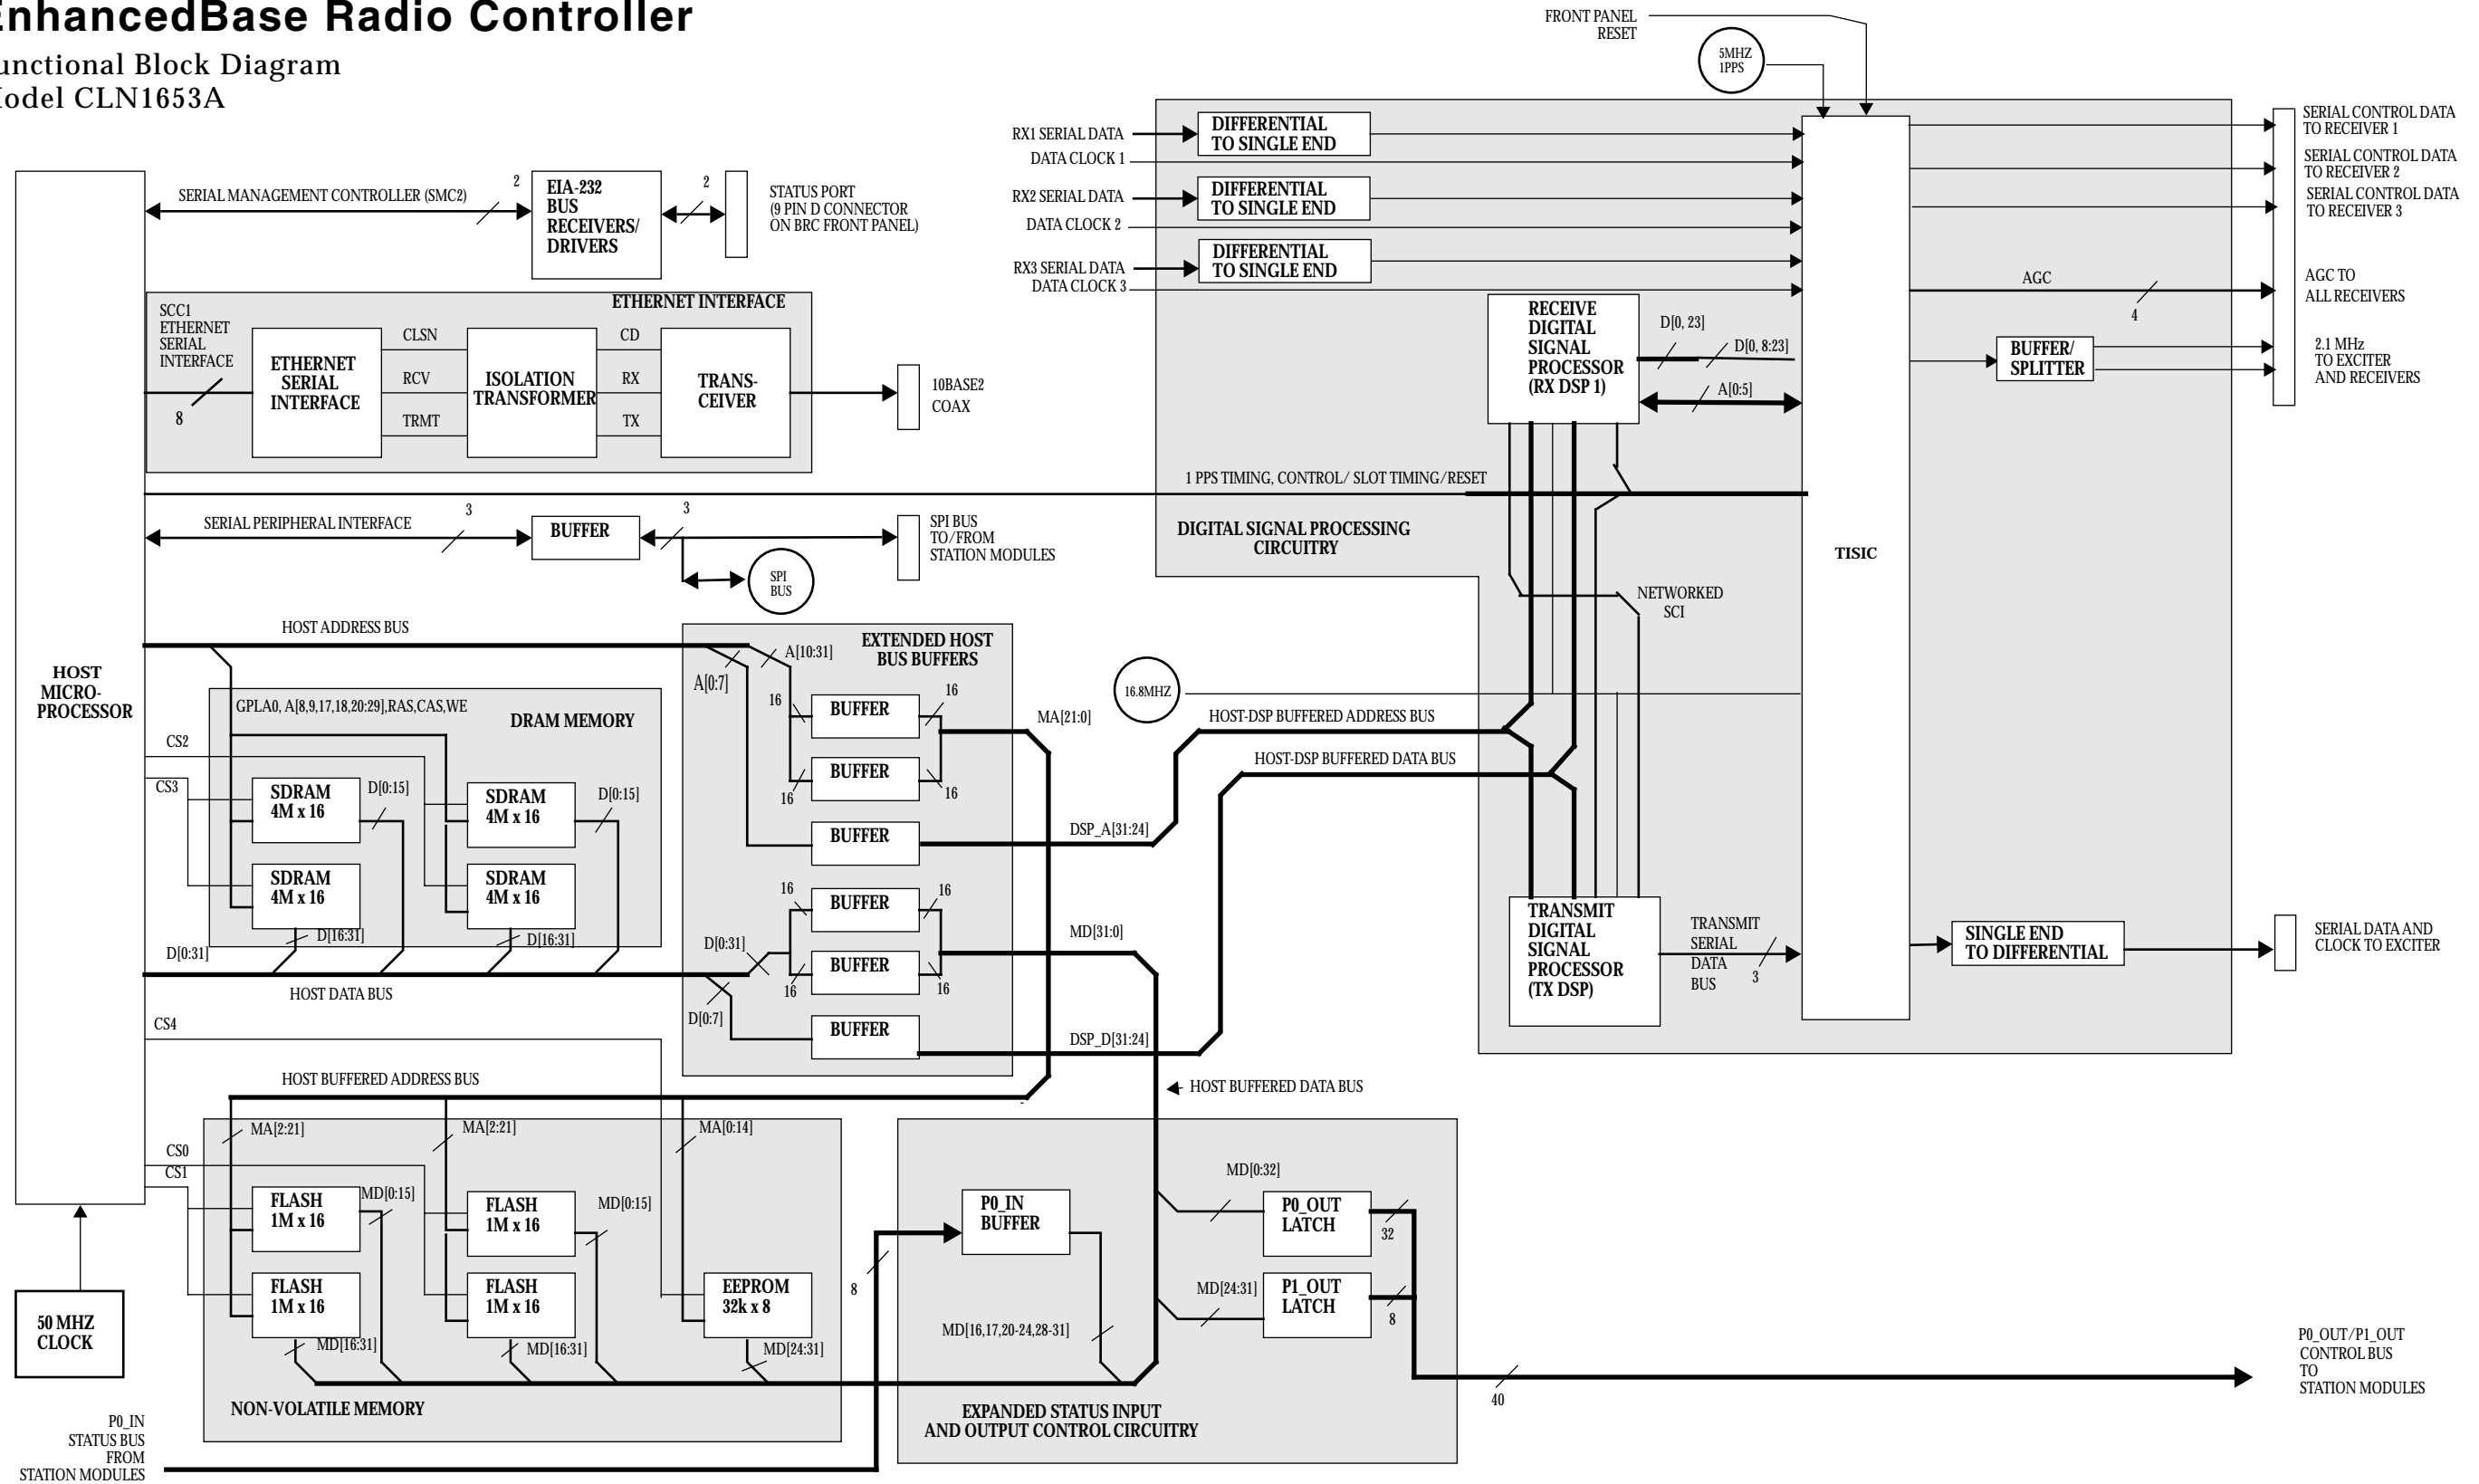 EnhancedBase Radio Controller
unctional Block Diagram
Model CLN1653A
FRONT PANEL
RESET
5MHZ
1PPS
RX1 SERIAL DATA
DATA CLOCK 1
RX2 SERIAL DATA
DATA CLOCK 2
RX3 SERIAL DATA
DATA CLOCK 3
DIFFERENTIAL
TO SINGLE END
DIFFERENTIAL
TO SINGLE END
DIFFERENTIAL
TO SINGLE END
SERIAL CONTROL DATA
TO RECEIVER 1
SERIAL CONTROL DATA
TO RECEIVER 2
SERIAL CONTROL DATA
TO RECEIVER 3
AGC
4
AGC TO
ALL RECEIVERS
BUFFER/
SPLITTER
2.1 MHz
TO EXCITER
AND RECEIVERS
SERIAL MANAGEMENT CONTROLLER (SMC2)
2
EIA-232
BUS
RECEIVERS/
DRIVERS
2
STATUS PORT
(9 PIN D CONNECTOR
ON BRC FRONT PANEL)
ETHERNET INTERFACE
SCC1
ETHERNET
SERIAL
INTERFACE
8
ETHERNET
SERIAL
INTERFACE
CLSN
RCV
TRMT
ISOLATION
TRANSFORMER
CD
RX
TX
TRANS-
CEIVER
10BASE2
COAX
RECEIVE
DIGITAL
SIGNAL
PROCESSOR
(RX DSP 1)
D[0, 23]
D[0, 8:23]
A[0:5]
1 PPS TIMING, CONTROL/ SLOT TIMING/RESET
DIGITAL SIGNAL PROCESSING
CIRCUITRY
TISIC
SERIAL PERIPHERAL INTERFACE
3
BUFFER
3
SPI BUS
TO/FROM
STATION MODULES
SPI
BUS
NETWORKED
SCI
HOST
MICRO-
PROCESSOR
HOST ADDRESS BUS
EXTENDED HOST
BUS BUFFERS
A[10:31]
A[0:7]
16
BUFFER
16
16
BUFFER
16
BUFFER
MA[21:0]
DSP_A[31:24]
16.8MHZ
HOST-DSP BUFFERED ADDRESS BUS
HOST-DSP BUFFERED DATA BUS
GPLA0, A[8,9,17,18,20:29],RAS,CAS,WE
DRAM MEMORY
CS2
CS3
SDRAM
4M x 16
D[0:15]
SDRAM
4M x 16
D[0:15]
SDRAM
4M x 16
D[16:31]
SDRAM
4M x 16
D[16:31]
D[0:31]
HOST DATA BUS
16
BUFFER
16
D[0:31]
16
BUFFER
16
D[0:7]
BUFFER
MD[31:0]
DSP_D[31:24]
TRANSMIT
DIGITAL
SIGNAL
PROCESSOR
(TX DSP)
TRANSMIT
SERIAL
DATA
BUS
3
SINGLE END
TO DIFFERENTIAL
SERIAL DATA AND
CLOCK TO EXCITER
CS4
HOST BUFFERED ADDRESS BUS
HOST BUFFERED DATA BUS
MA[2:21]
MA[2:21]
MA[0:14]
CS0
CS1
FLASH
1M x 16
MD[0:15]
FLASH
1M x 16
MD[0:15]
FLASH
1M x 16
MD[16:31]
FLASH
1M x 16
MD[16:31]
EEPROM
32k x 8
MD[24:31]
NON-VOLATILE MEMORY
50 MHZ
CLOCK
8
P0_IN
BUFFER
MD[16,17,20-24,28-31]
MD[0:32]
P0_OUT
LATCH
32
MD[24:31]
P1_OUT
LATCH
8
EXPANDED STATUS INPUT
AND OUTPUT CONTROL CIRCUITRY
40
P0_OUT/P1_OUT
CONTROL BUS
TO
STATION MODULES
P0_IN
STATUS BUS
FROM
STATION MODULES